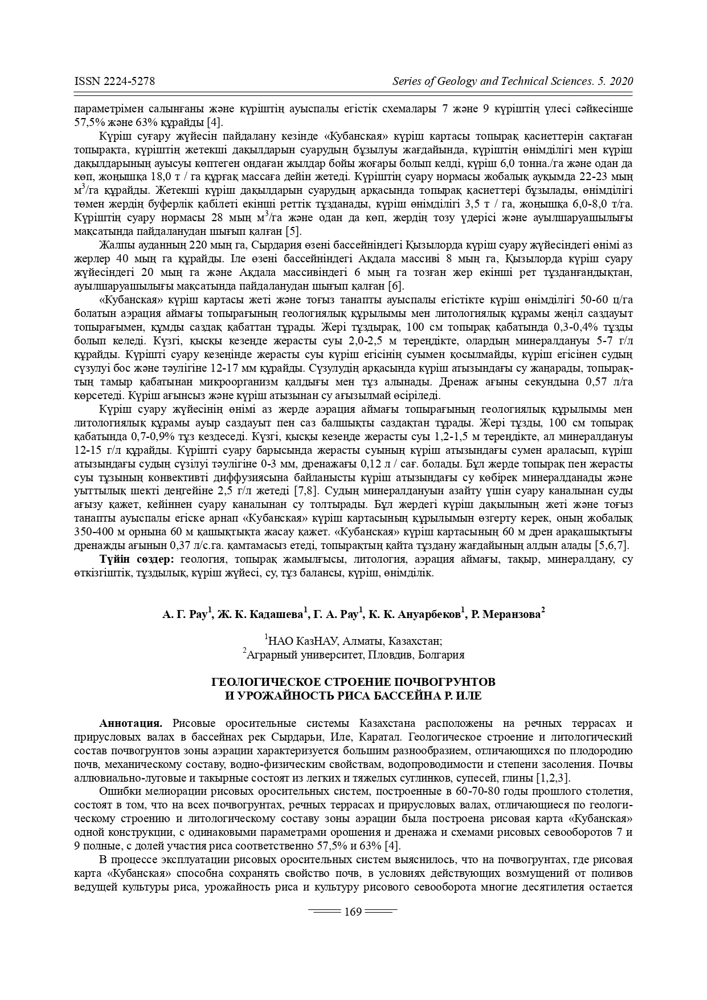 ISSN 2224-5278 Series of Geology and Technical Sciences. 5. 2020
параметрімен салынғаны және күріштің ауыспалы егістік схемалары 7 және 9 күріштің үлесі сәйкесінше
57,5% және 63% құрайды [4].
Күріш суғару жүйесін пайдалану кезінде «Кубанская» күріш картасы топырақ қасиеттерін сақтаған
топырақта, күріштің жетекші дақылдарын суарудың бұзылуы жағдайында, күріштің өнімділігі мен күріш
дақылдарының ауысуы көптеген ондаған жылдар бойы жоғары болып келді, күріш 6,0 тонна./га және одан да
көп, жоңышқа 18,0 т / га құрғақ массаға дейін жетеді. Күріштің суару нормасы жобалық ауқымда 22-23 мың
м³/га құрайды. Жетекші күріш дақылдарын суарудың арқасында топырақ қасиеттері бұзылады, өнімділігі
төмен жердің буферлік қабілеті екінші реттік тұзданады, күріш өнімділігі 3,5 т / га, жоңышқа 6,0-8,0 т/га.
Күріштің суару нормасы 28 мың м³/га және одан да көп, жердің тозу үдерісі және ауылшаруашылығы
мақсатында пайдаланудан шығып қалған [5].
Жалпы ауданның 220 мың га, Сырдария өзені бассейніндегі Қызылорда күріш суару жүйесіндегі өнімі аз
жерлер 40 мың га құрайды. Іле өзені бассейніндегі Ақдала массиві 8 мың га, Қызылорда күріш суару
жүйесіндегі 20 мың га және Ақдала массивіндегі 6 мың га тозған жер екінші рет тұзданғандықтан,
ауылшаруашылығы мақсатында пайдаланудан шығып қалған [6].
«Кубанская» күріш картасы жеті және тоғыз танапты ауыспалы егістікте күріш өнімділігі 50-60 ц/га
болатын аэрация аймағы топырағының геологиялық құрылымы мен литологиялық құрамы жеңіл саздауыт
топырағымен, құмды саздақ қабаттан тұрады. Жері тұздырақ, 100 см топырақ қабатында 0,3-0,4% тұзды
болып келеді. Күзгі, қысқы кезеңде жерасты суы 2,0-2,5 м тереңдікте, олардың минералдануы 5-7 г/л
құрайды. Күрішті суару кезеңінде жерасты суы күріш егісінің суымен қосылмайды, күріш егісінен судың
сүзулуі бос және тәулігіне 12-17 мм құрайды. Сүзулудің арқасында күріш атызындағы су жаңарады, топырақ-
тың тамыр қабатынан микроорганизм қалдығы мен тұз алынады. Дренаж ағыны секундына 0,57 л/га
көрсетеді. Күріш ағынсыз және күріш атызынан су ағызылмай өсіріледі.
Күріш суару жүйесінің өнімі аз жерде аэрация аймағы топырағының геологиялық құрылымы мен
литологиялық құрамы ауыр саздауыт пен саз балшықты саздақтан тұрады. Жері тұзды, 100 см топырақ
қабатында 0,7-0,9% тұз кездеседі. Күзгі, қысқы кезеңде жерасты суы 1,2-1,5 м тереңдікте, ал минералдануы
12-15 г/л құрайды. Күрішті суару барысында жерасты суының күріш атызындағы сумен араласып, күріш
атызындағы судың сүзілуі тәулігіне 0-3 мм, дренажағы 0,12 л / сағ. болады. Бұл жерде топырақ пен жерасты
суы тұзының конвективті диффузиясына байланысты күріш атызындағы су көбірек минералданады және
уыттылық шекті деңгейіне 2,5 г/л жетеді [7,8]. Судың минералдануын азайту үшін суару каналынан суды
ағызу қажет, кейіннен суару каналынан су толтырады. Бұл жердегі күріш дақылының жеті және тоғыз
танапты ауыспалы егіске арнап «Кубанская» күріш картасының құрылымын өзгерту керек, оның жобалық
350-400 м орнына 60 м қашықтықта жасау қажет. «Кубанская» күріш картасының 60 м дрен арақашықтығы
дренажды ағынын 0,37 л/с.га. қамтамасыз етеді, топырақтың қайта тұздану жағдайының алдын алады [5,6,7].
Түйін сөздер: геология, топырақ жамылғысы, литология, аэрация аймағы, тақыр, минералдану, су
өткізгіштік, тұздылық, күріш жүйесі, су, тұз балансы, күріш, өнімділік.
А. Г. Рау¹, Ж. К. Кадашева¹, Г. А. Рау¹, К. К. Ануарбеков¹, Р. Меранзова²
¹НАО КазНАУ, Алматы, Казахстан;
²Аграрный университет, Пловдив, Болгария
ГЕОЛОГИЧЕСКОЕ СТРОЕНИЕ ПОЧВОГРУНТОВ
И УРОЖАЙНОСТЬ РИСА БАССЕЙНА Р. ИЛЕ
Аннотация. Рисовые оросительные системы Казахстана расположены на речных террасах и
прирусловых валах в бассейнах рек Сырдарьи, Иле, Каратал. Геологическое строение и литологический
состав почвогрунтов зоны аэрации характеризуется большим разнообразием, отличающихся по плодородию
почв, механическому составу, водно-физическим свойствам, водопроводимости и степени засоления. Почвы
аллювиально-луговые и такырные состоят из легких и тяжелых суглинков, супесей, глины [1,2,3].
Ошибки мелиорации рисовых оросительных систем, построенные в 60-70-80 годы прошлого столетия,
состоят в том, что на всех почвогрунтах, речных террасах и прирусловых валах, отличающиеся по геологи-
ческому строению и литологическому составу зоны аэрации была построена рисовая карта «Кубанская»
одной конструкции, с одинаковыми параметрами орошения и дренажа и схемами рисовых севооборотов 7 и
9 полные, с долей участия риса соответственно 57,5% и 63% [4].
В процессе эксплуатации рисовых оросительных систем выяснилось, что на почвогрунтах, где рисовая
карта «Кубанская» способна сохранять свойство почв, в условиях действующих возмущений от поливов
ведущей культуры риса, урожайность риса и культуру рисового севооборота многие десятилетия остается
169